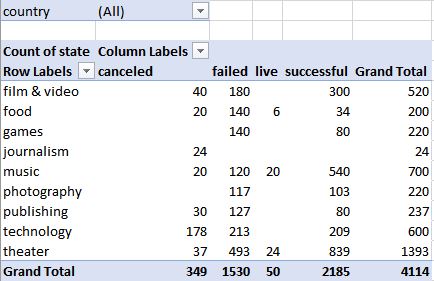 country (All)
Count of state Column Labels
Row Labels canceled failed live successful Grand Total
film & video 40 180 300 520
food 20 140 6 34 200
games 140 80 220
journalism 24 24
music 20 120 20 540 700
photography 117 103 220
publishing 30 127 80 237
technology 178 213 209 600
theater 37 493 24 839 1393
Grand Total 349 1530 50 2185 4114